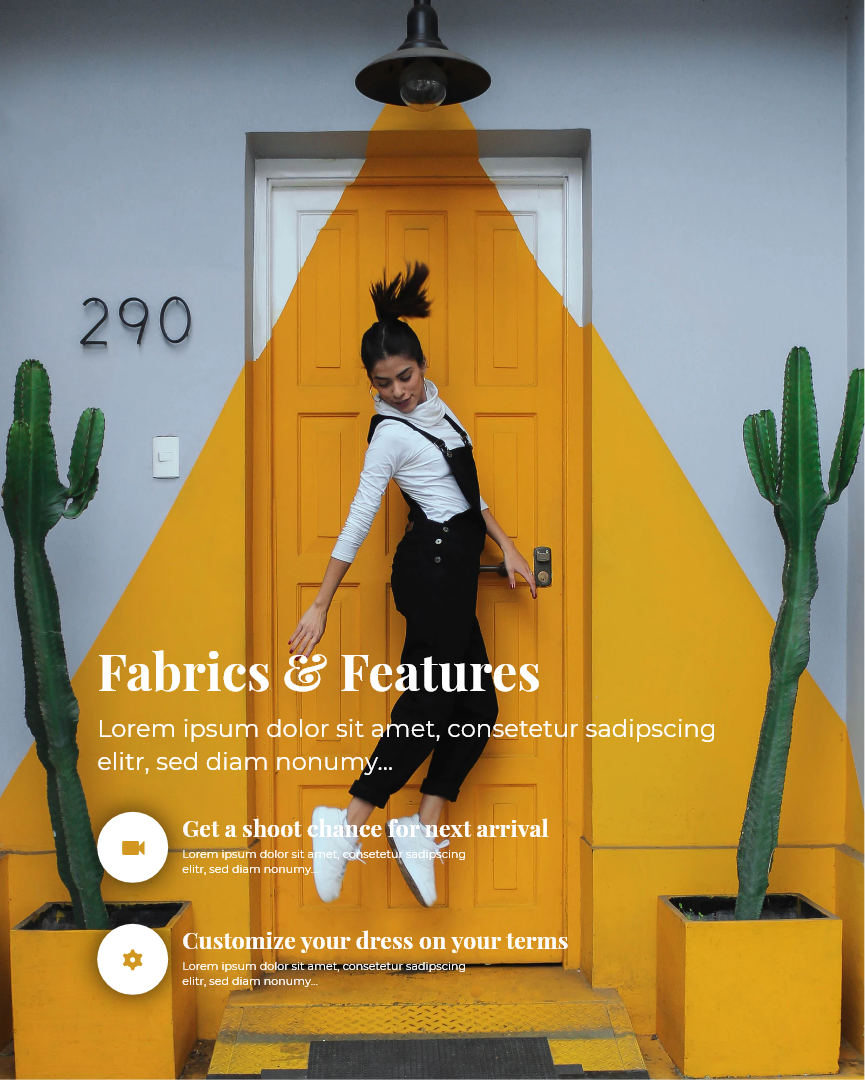 290
Fabrics & Features
Lorem ipsum dolor sit amet, consetetur sadipscing
elitr, sed diam nonumy...
Get a shoot chance for next arrival
Lorem ipsum dolor sit amet, consetetur sadipscing
elitr, sed diam nonumy...
Customize your dress on your terms
Lorem ipsum dolor sit amet, consetetur sadipscing
elitr, sed diam nonumy...